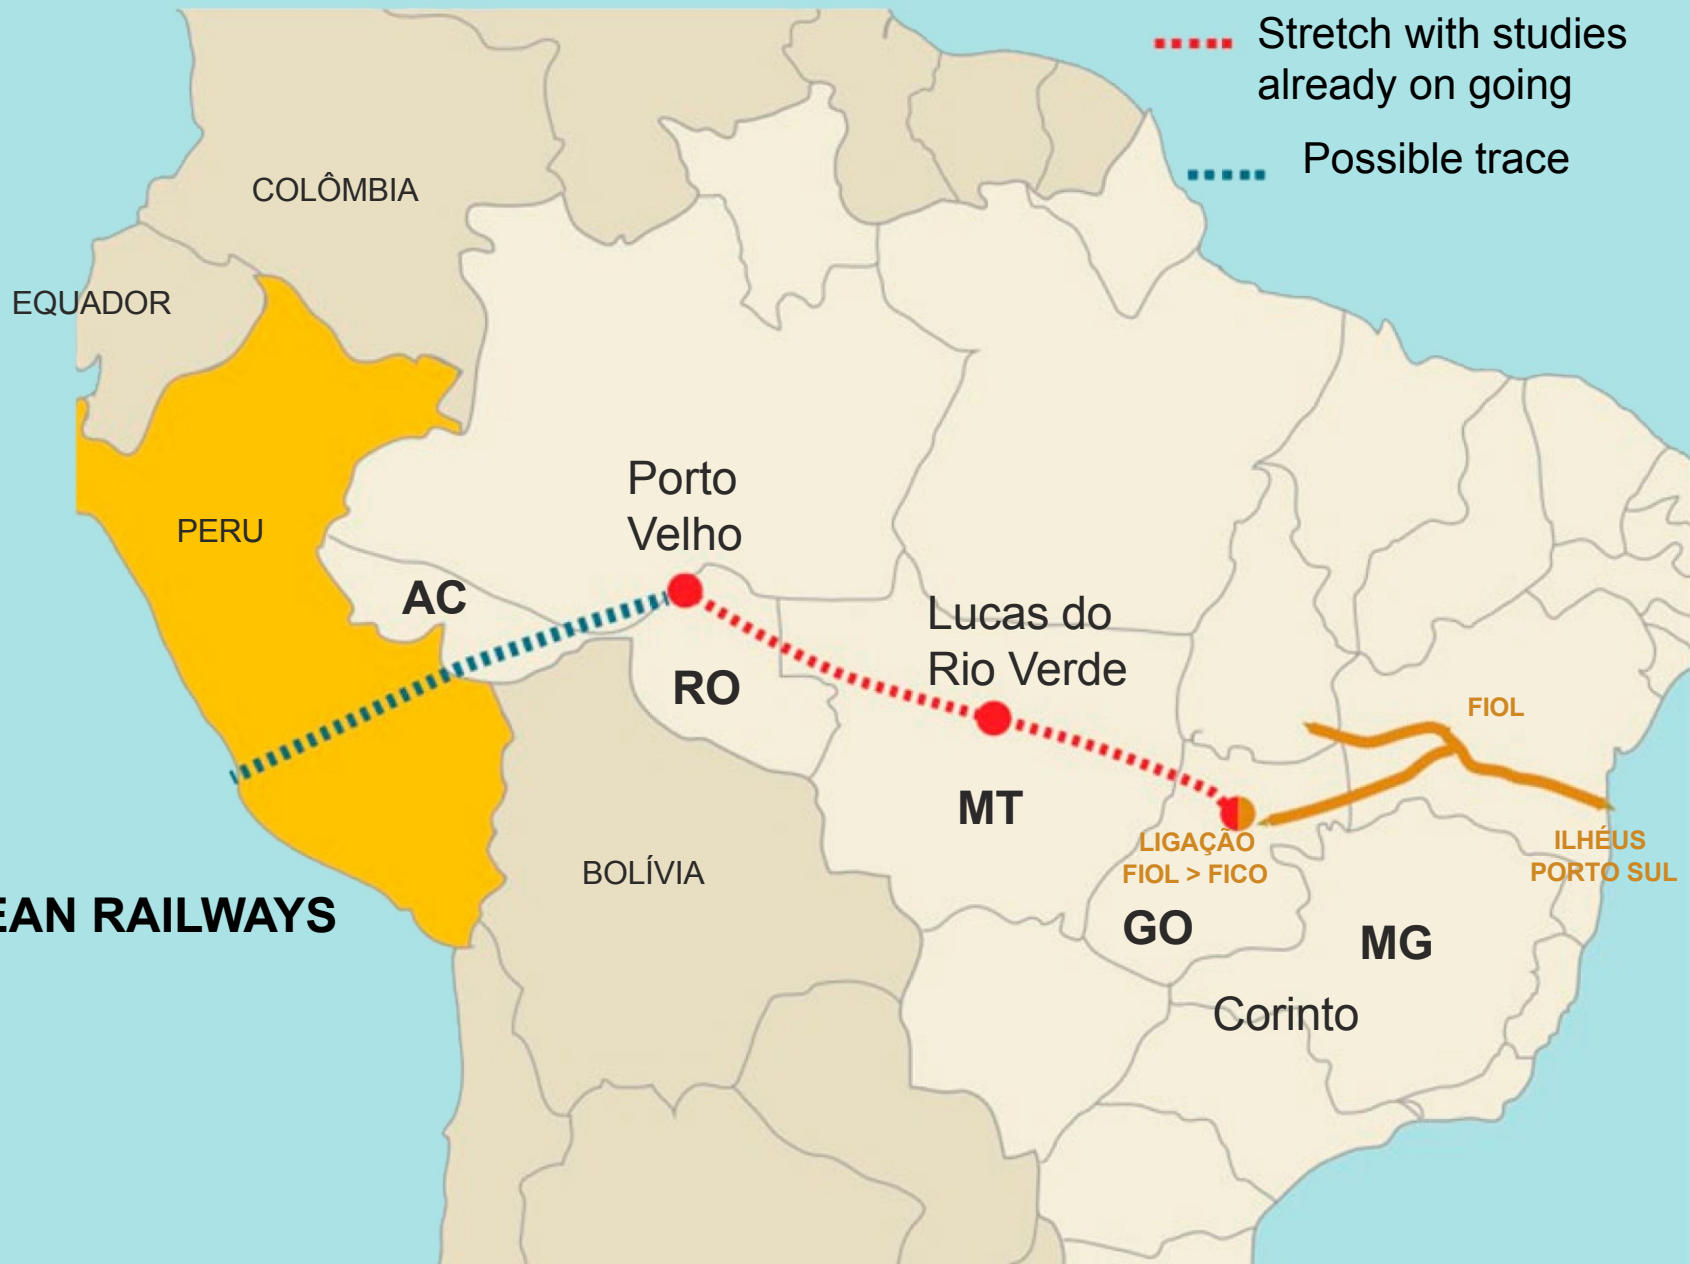 Stretch with studies
already on going
Possible trace
COLÔMBIA
EQUADOR
PERU
Porto
Velho
AC
Lucas do
Rio Verde
RO
FIOL
MT
LIGAÇÃO
FIOL > FICO
ILHÉUS
PORTO SUL
BOLÍVIA
EAN RAILWAYS
GO
MG
Corinto